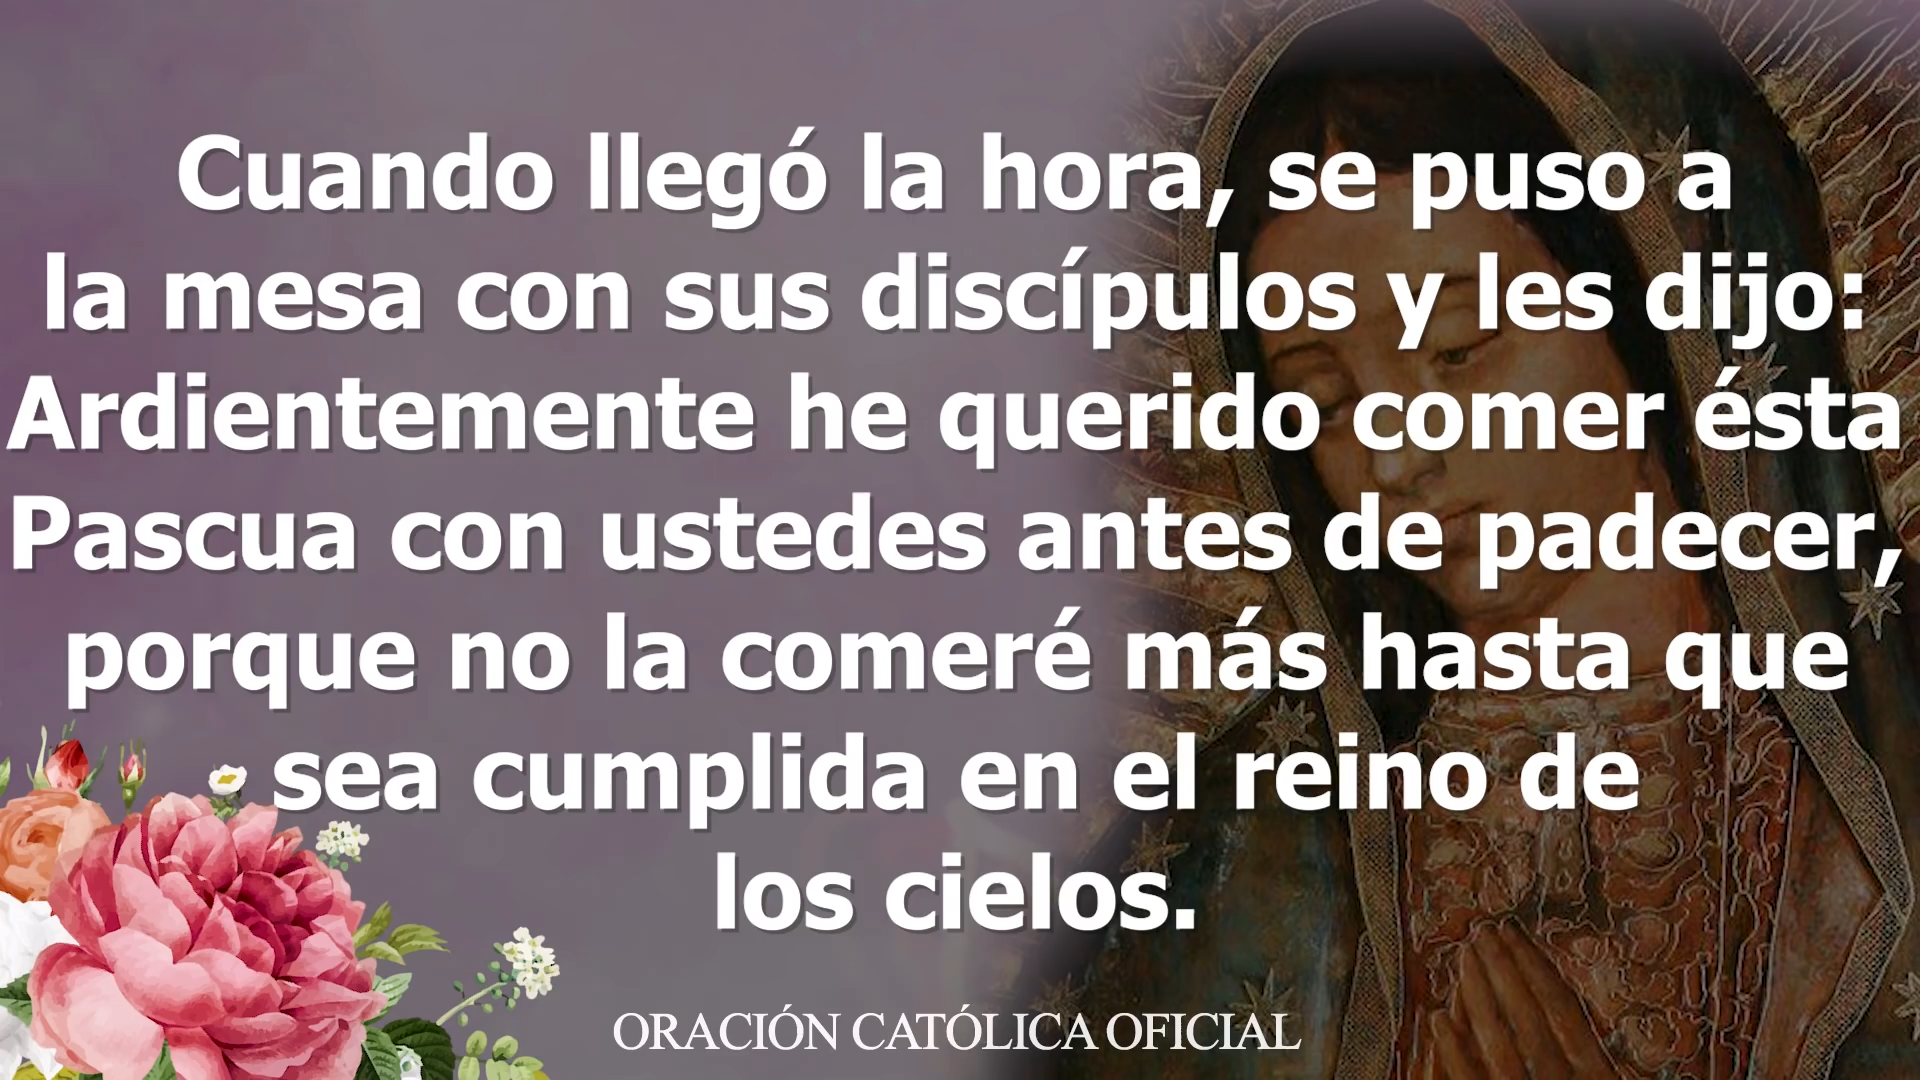 Cuando llegó la hora, se puso a
la mesa con sus discípulos y les dijo:
Ardientemente he querido comer ésta
Pascua con ustedes antes de padecer,
porque no la comeré más hasta que
sea cumplida en el reino de
los cielos.
ORACIÓN CATÓLICA OFICIAL